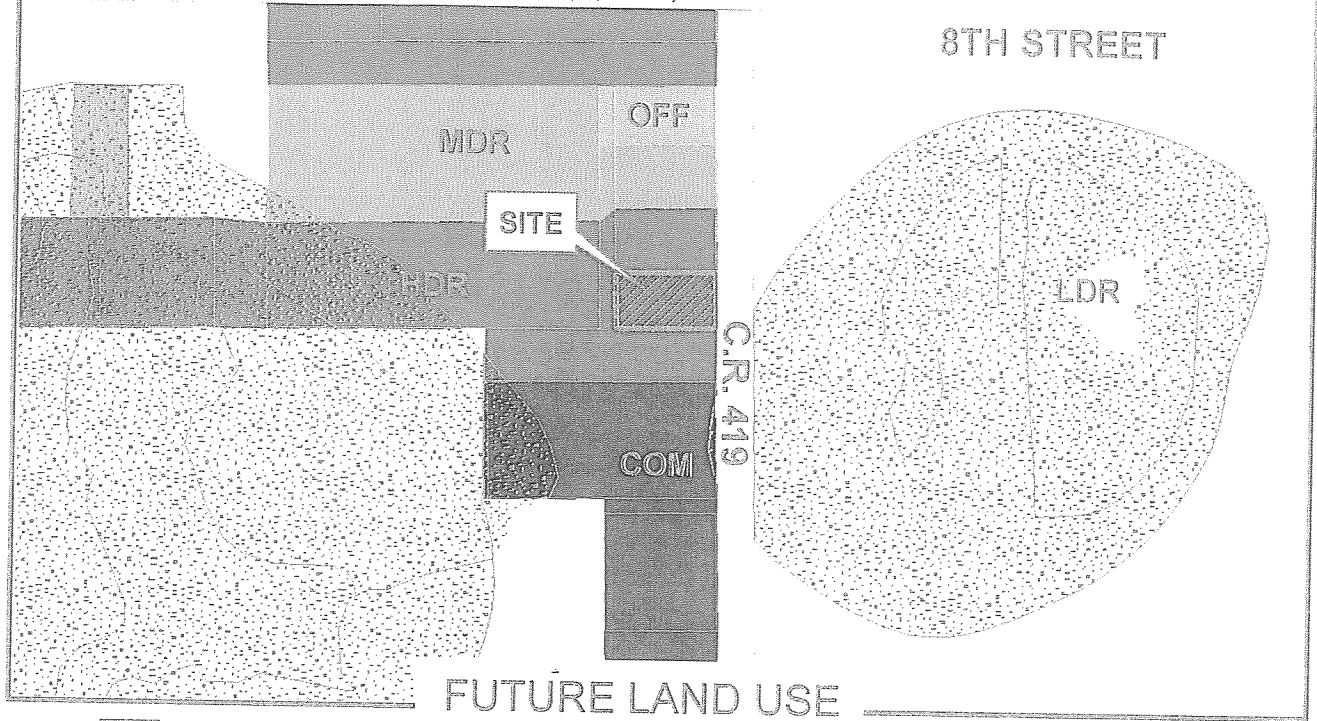 8TH STREET
OFF
MDR
SITE
HDR
LDR
C.R. 419
COM
FUTURE LAND USE